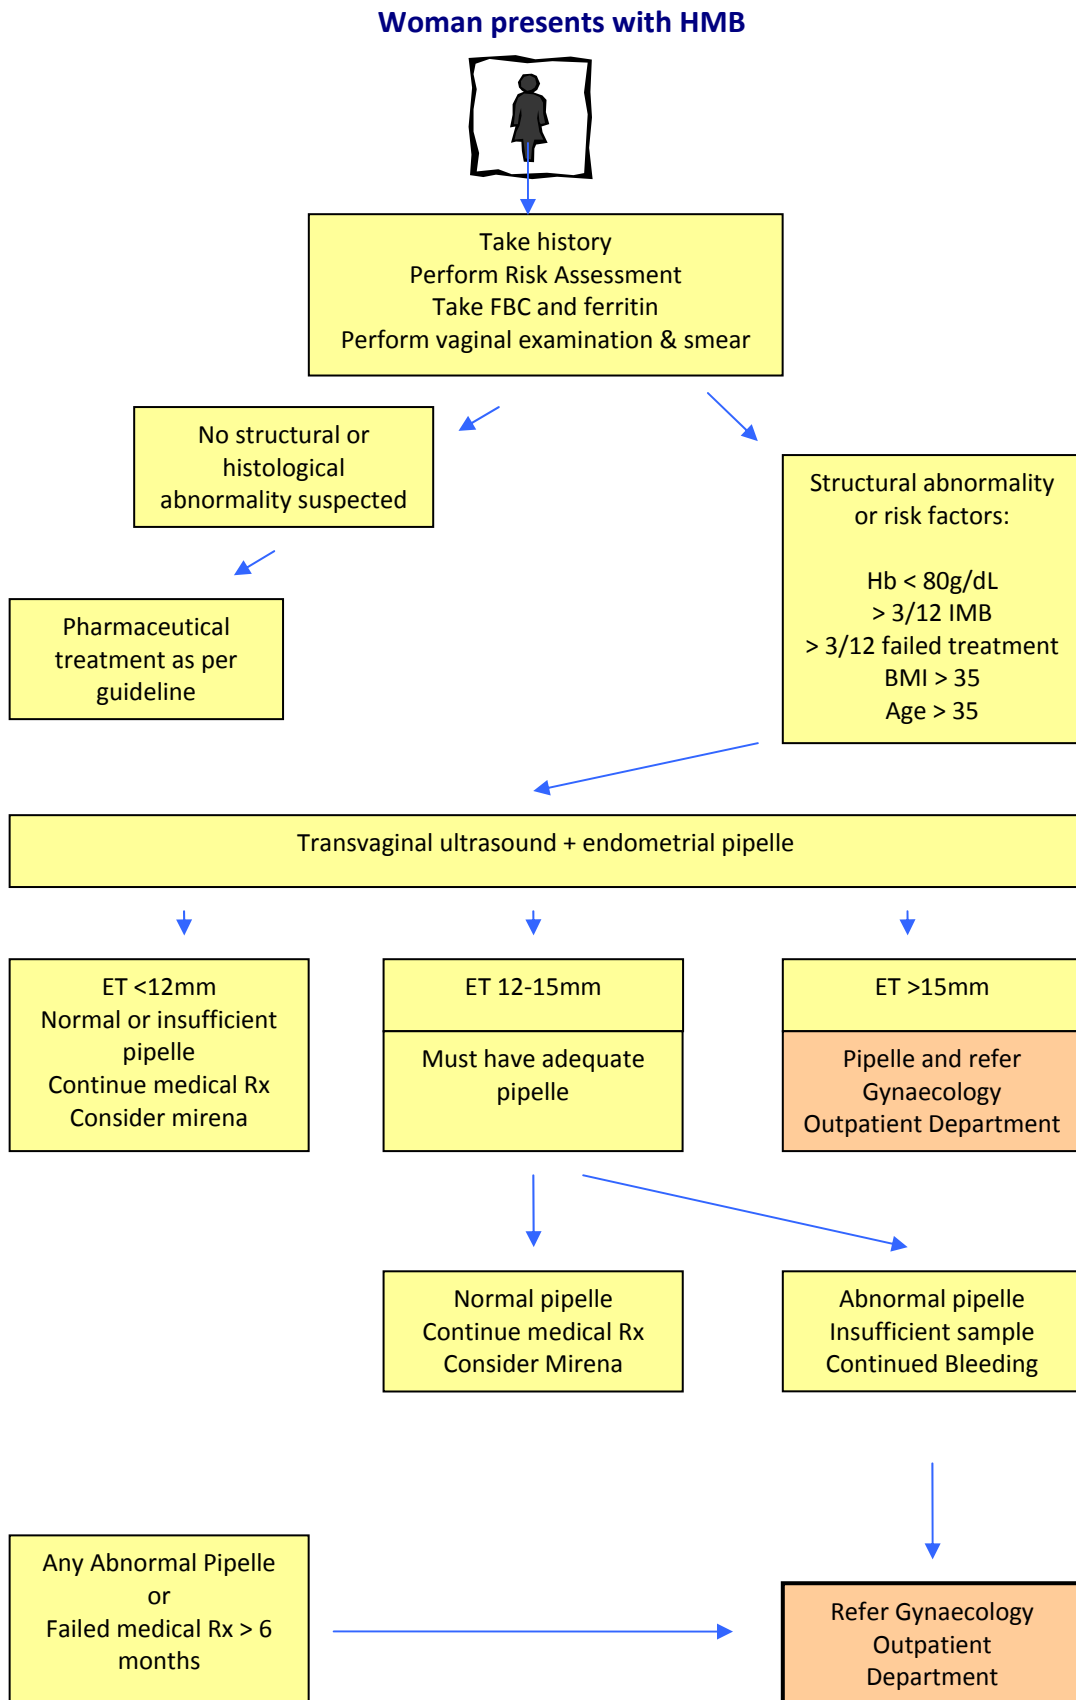 Woman presents with HMB
Take history
Perform Risk Assessment
Take FBC and ferritin
Perform vaginal examination & smear
No structural or
histological
abnormality suspected
Structural abnormality
or risk factors:
Hb < 80g/dL
> 3/12 IMB
> 3/12 failed treatment
BMI > 35
Age > 35
Pharmaceutical
treatment as per
guideline
Transvaginal ultrasound + endometrial pipelle
ET <12mm
Normal or insufficient
pipelle
Continue medical Rx
Consider mirena
ET 12-15mm
Must have adequate
pipelle
ET >15mm
Pipelle and refer
Gynaecology
Outpatient Department
Normal pipelle
Continue medical Rx
Consider Mirena
Abnormal pipelle
Insufficient sample
Continued Bleeding
Any Abnormal Pipelle
or
Failed medical Rx > 6
months
Refer Gynaecology
Outpatient
Department